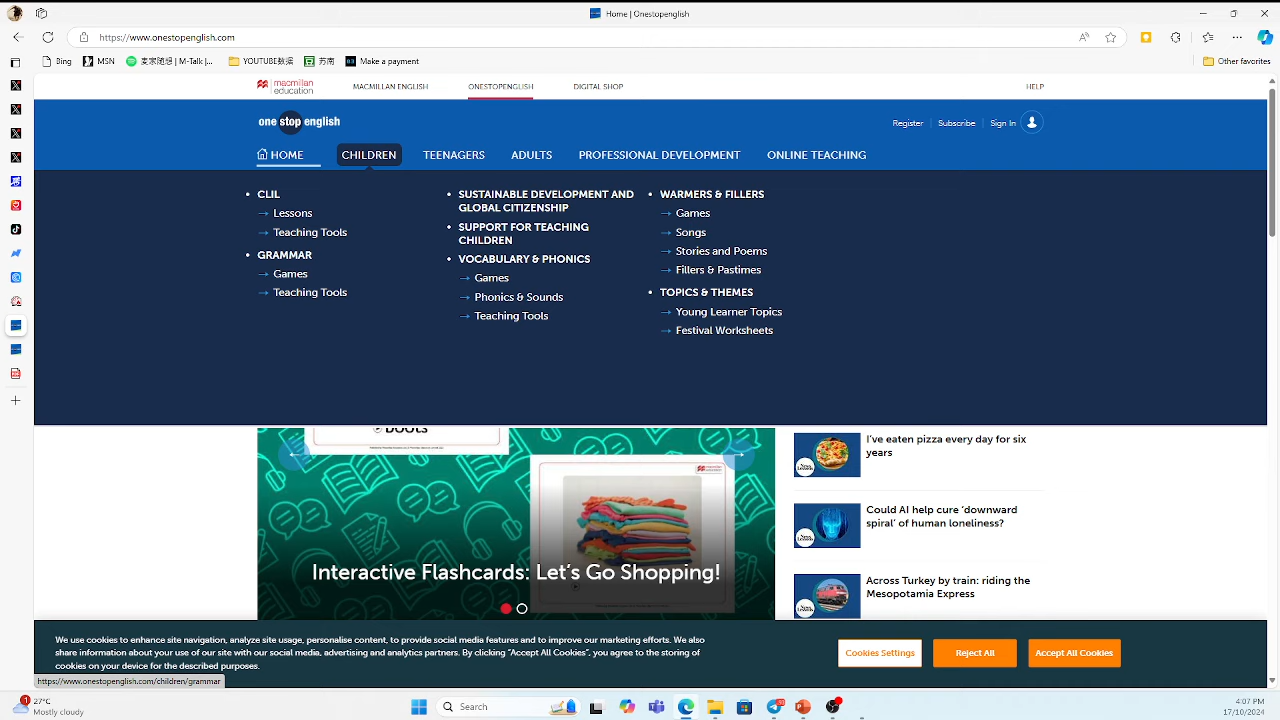 Home | Onestopenglish
https://www.onestopenglish.com
Bing
MSN
麦家随想 | M-Talk |...
YOUTUBE数据
苏南
Make a payment
Other favorites
macmillan education
MACMILLAN ENGLISH
ONESTOPENGLISH
DIGITAL SHOP
HELP
one stop english
Register
Subscribe
Sign In
HOME
CHILDREN
TEENAGERS
ADULTS
PROFESSIONAL DEVELOPMENT
ONLINE TEACHING
CLIL
Lessons
Teaching Tools
GRAMMAR
Games
Teaching Tools
SUSTAINABLE DEVELOPMENT AND
GLOBAL CITIZENSHIP
SUPPORT FOR TEACHING
CHILDREN
VOCABULARY & PHONICS
Games
Phonics & Sounds
Teaching Tools
WARMERS & FILLERS
Games
Songs
Stories and Poems
Fillers & Pastimes
TOPICS & THEMES
Young Learner Topics
Festival Worksheets
Interactive Flashcards: Let's Go Shopping!
I've eaten pizza every day for six
years
Could AI help cure 'downward
spiral' of human loneliness?
Across Turkey by train: riding the
Mesopotamia Express
We use cookies to enhance site navigation, analyze site usage, personalise content, to provide social media features and to improve our marketing efforts. We also
share information about your use of our site with our social media, advertising and analytics partners. By clicking "Accept All Cookies", you agree to the storing of
cookies on your device for the described purposes.
Cookies Settings
Reject All
Accept All Cookies
https://www.onestopenglish.com/children/grammar
27°C
Mostly cloudy
Search
4:07 PM
17/10/2024